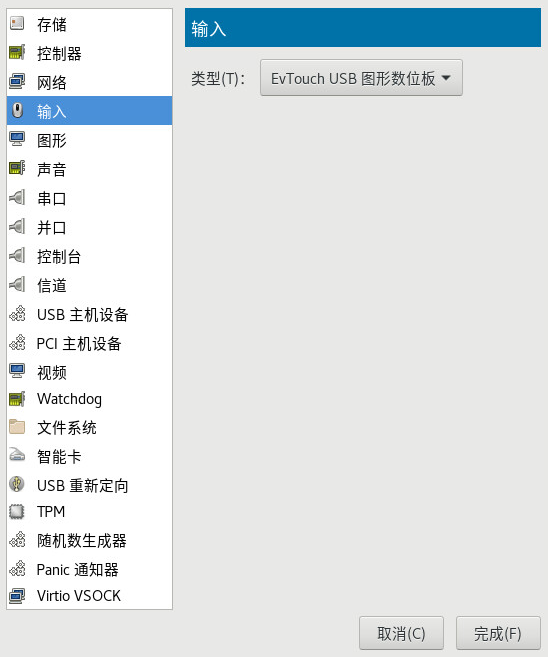 存储
控制器
网络
输入
图形
声音
串口
并口
控制台
信道
USB 主机设备
PCI 主机设备
视频
Watchdog
文件系统
智能卡
USB 重新定向
TPM
随机数生成器
Panic 通知器
Virtio VSOCK
输入
类型(T)： EvTouch USB 图形数位板
取消(C) 完成(F)